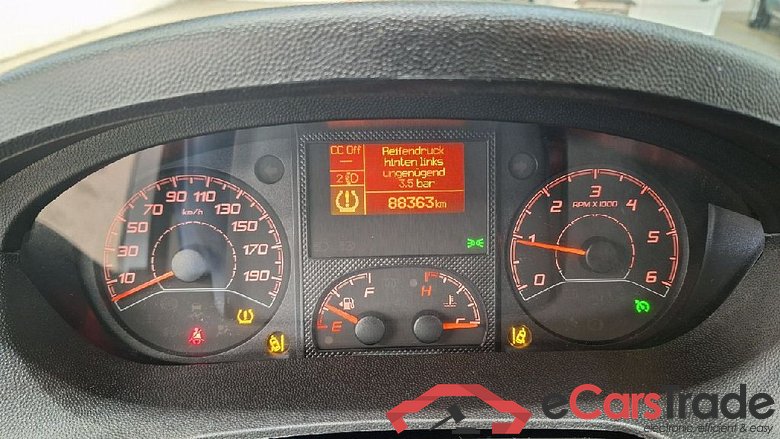 CC Off
---
2
Reifendruck
hinten links
ungenügend
3.5 bar
88363km
10
30
50
70
90
110
130
150
170
190
km/h
0
1
2
3
4
5
6
RPM X 1000
E
F
H
C
eCarsTrade
electronic, efficient & easy